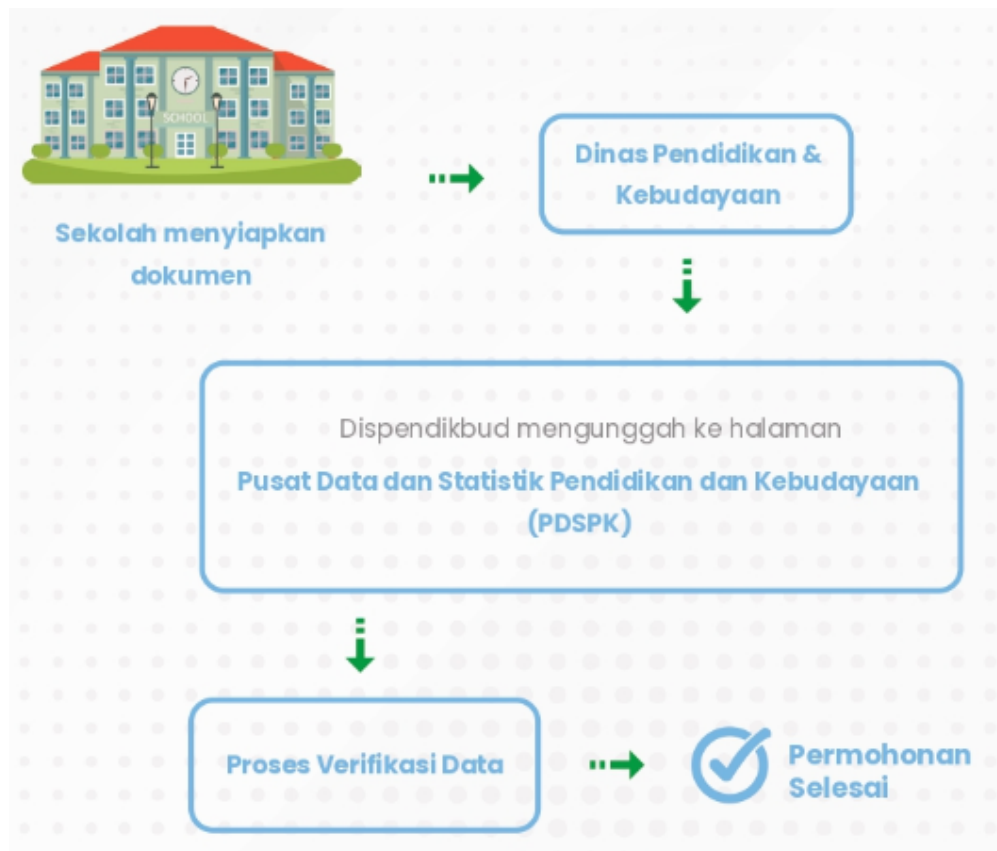 SCHOOL
Sekolah menyiapkan
dokumen
Dinas Pendidikan &
Kebudayaan
Dispendikbud mengunggah ke halaman
Pusat Data dan Statistik Pendidikan dan Kebudayaan
(PDSPK)
Proses Verifikasi Data
Permohonan
Selesai